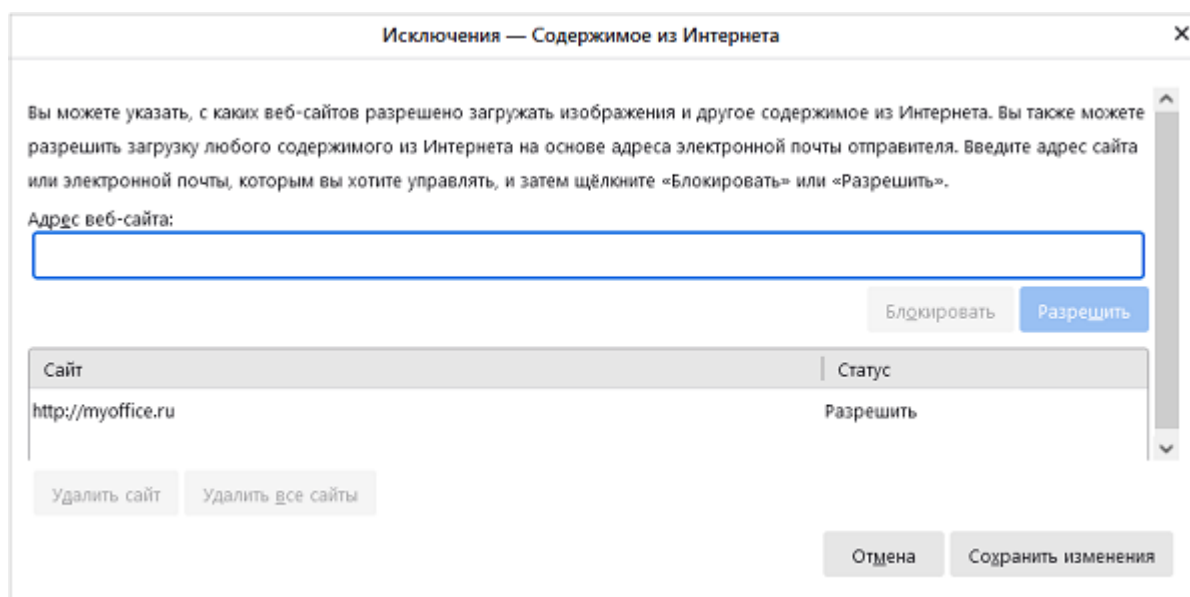 Исключения — Содержимое из Интернета
Вы можете указать, с каких веб-сайтов разрешено загружать изображения и другое содержимое из Интернета. Вы также можете
разрешить загрузку любого содержимого из Интернета на основе адреса электронной почты отправителя. Введите адрес сайта
или электронной почты, которым вы хотите управлять, и затем щёлкните «Блокировать» или «Разрешить».
Адрес веб-сайта:
Блокировать Разрешить
Сайт Статус
http://myoffice.ru Разрешить
Удалить сайт Удалить все сайты
Отмена Сохранить изменения